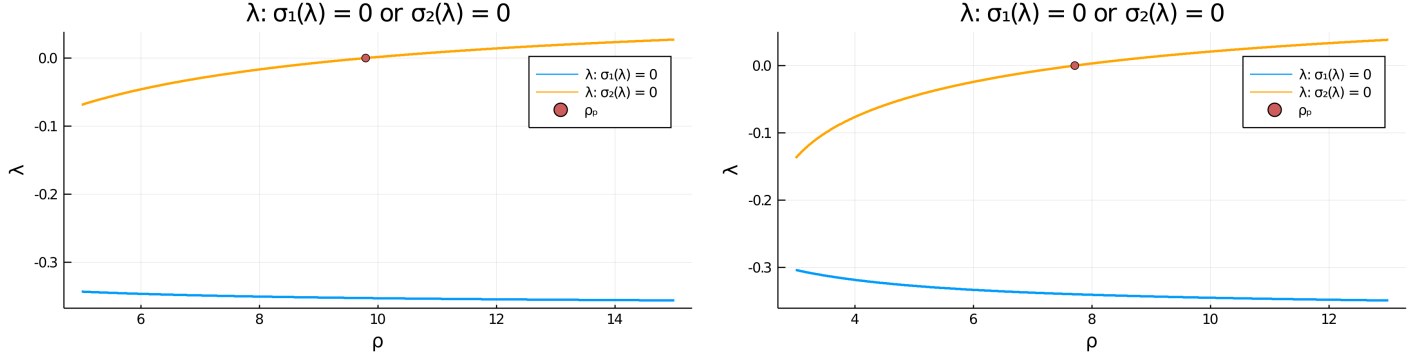 λ: σ₁(λ) = 0 or σ₂(λ) = 0
0.0
-0.1
-0.2
-0.3
λ
6
8
10
12
14
ρ
λ: σ₁(λ) = 0
λ: σ₂(λ) = 0
ρₚ
λ: σ₁(λ) = 0 or σ₂(λ) = 0
0.0
-0.1
-0.2
-0.3
λ
4
6
8
10
12
ρ
λ: σ₁(λ) = 0
λ: σ₂(λ) = 0
ρₚ